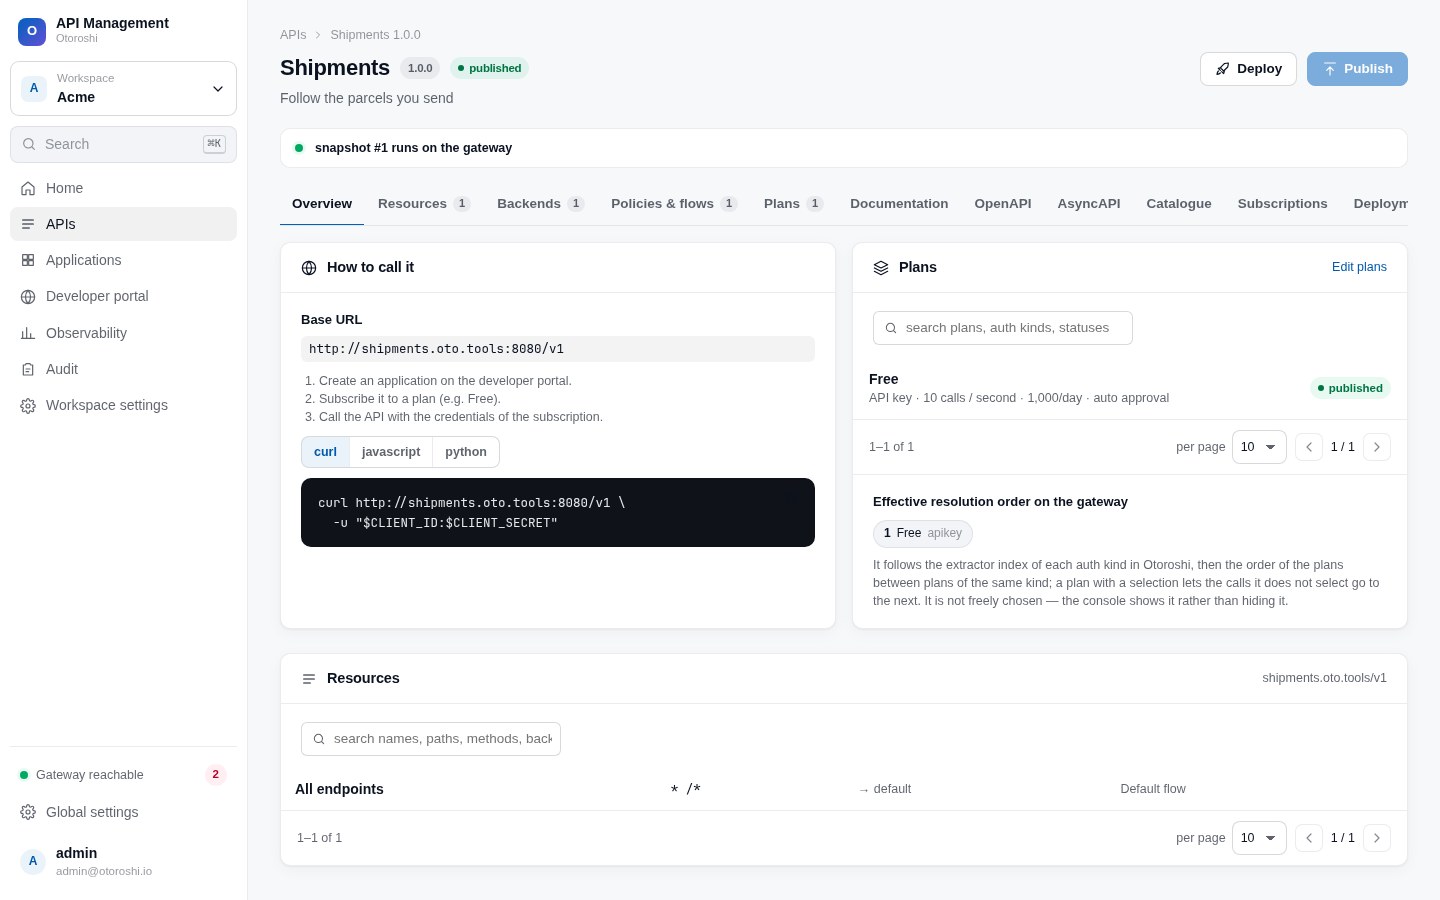 O
API Management
Otoroshi
A
Workspace
Acme
Search
⌘K
Home
APIs
Applications
Developer portal
Observability
Audit
Workspace settings
Gateway reachable
2
Global settings
A
admin
admin@otoroshi.io
APIs > Shipments 1.0.0
Shipments 1.0.0 published
Deploy
Publish
Follow the parcels you send
snapshot #1 runs on the gateway
Overview Resources 1 Backends 1 Policies & flows 1 Plans 1 Documentation OpenAPI AsyncAPI Catalogue Subscriptions Deploym
How to call it
Base URL
http://shipments.oto.tools:8080/v1
1. Create an application on the developer portal.
2. Subscribe it to a plan (e.g. Free).
3. Call the API with the credentials of the subscription.
curl javascript python
curl http://shipments.oto.tools:8080/v1 \
-u "$CLIENT_ID:$CLIENT_SECRET"
Plans
Edit plans
search plans, auth kinds, statuses
Free
API key · 10 calls / second · 1,000/day · auto approval
published
1–1 of 1
per page 10 1 / 1
Effective resolution order on the gateway
1 Free apikey
It follows the extractor index of each auth kind in Otoroshi, then the order of the plans
between plans of the same kind; a plan with a selection lets the calls it does not select go to
the next. It is not freely chosen — the console shows it rather than hiding it.
Resources
shipments.oto.tools/v1
search names, paths, methods, back
All endpoints * /* → default Default flow
1–1 of 1
per page 10 1 / 1